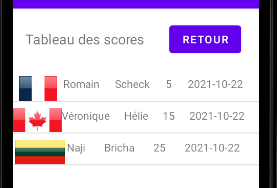 Tableau des scores RETOUR
Romain Scheck 5 2021-10-22
Véronique Hélie 15 2021-10-22
Naji Bricha 25 2021-10-22